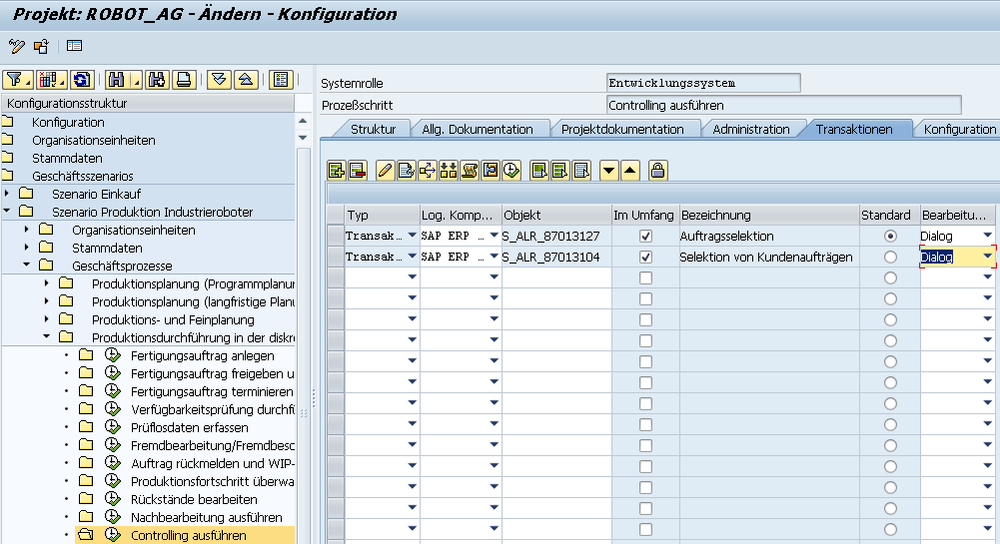 Projekt: ROBOT_AG - Ändern - Konfiguration
Systemrolle Entwicklungssystem
Prozeßschritt Controlling ausführen
Struktur Allg. Dokumentation Projektdokumentation Administration Transaktionen Konfiguration
Konfigurationsstruktur
Konfiguration
Organisationseinheiten
Stammdaten
Geschäftsszenarios
Szenario Einkauf
Szenario Produktion Industrieroboter
Organisationseinheiten
Stammdaten
Geschäftsprozesse
Produktionsplanung (Programmplanun
Produktionsplanung (langfristige Planu
Produktions- und Feinplanung
Produktionsdurchführung in der diskre
Fertigungsauftrag anlegen
Fertigungsauftrag freigeben u
Fertigungsauftrag terminieren
Verfügbarkeitsprüfung durchfü
Prüflosdaten erfassen
Fremdbearbeitung/Fremdbesc
Auftrag rückmelden und WIP-
Produktionsfortschritt überwa
Rückstände bearbeiten
Nachbearbeitung ausführen
Controlling ausführen
Typ Log. Komp... Objekt Im Umfang Bezeichnung Standard Bearbeitu...
Transak... SAP ERP ... S_ALR_87013127 Auftragsselektion Dialog
Transak... SAP ERP ... S_ALR_87013104 Selektion von Kundenaufträgen Dialog